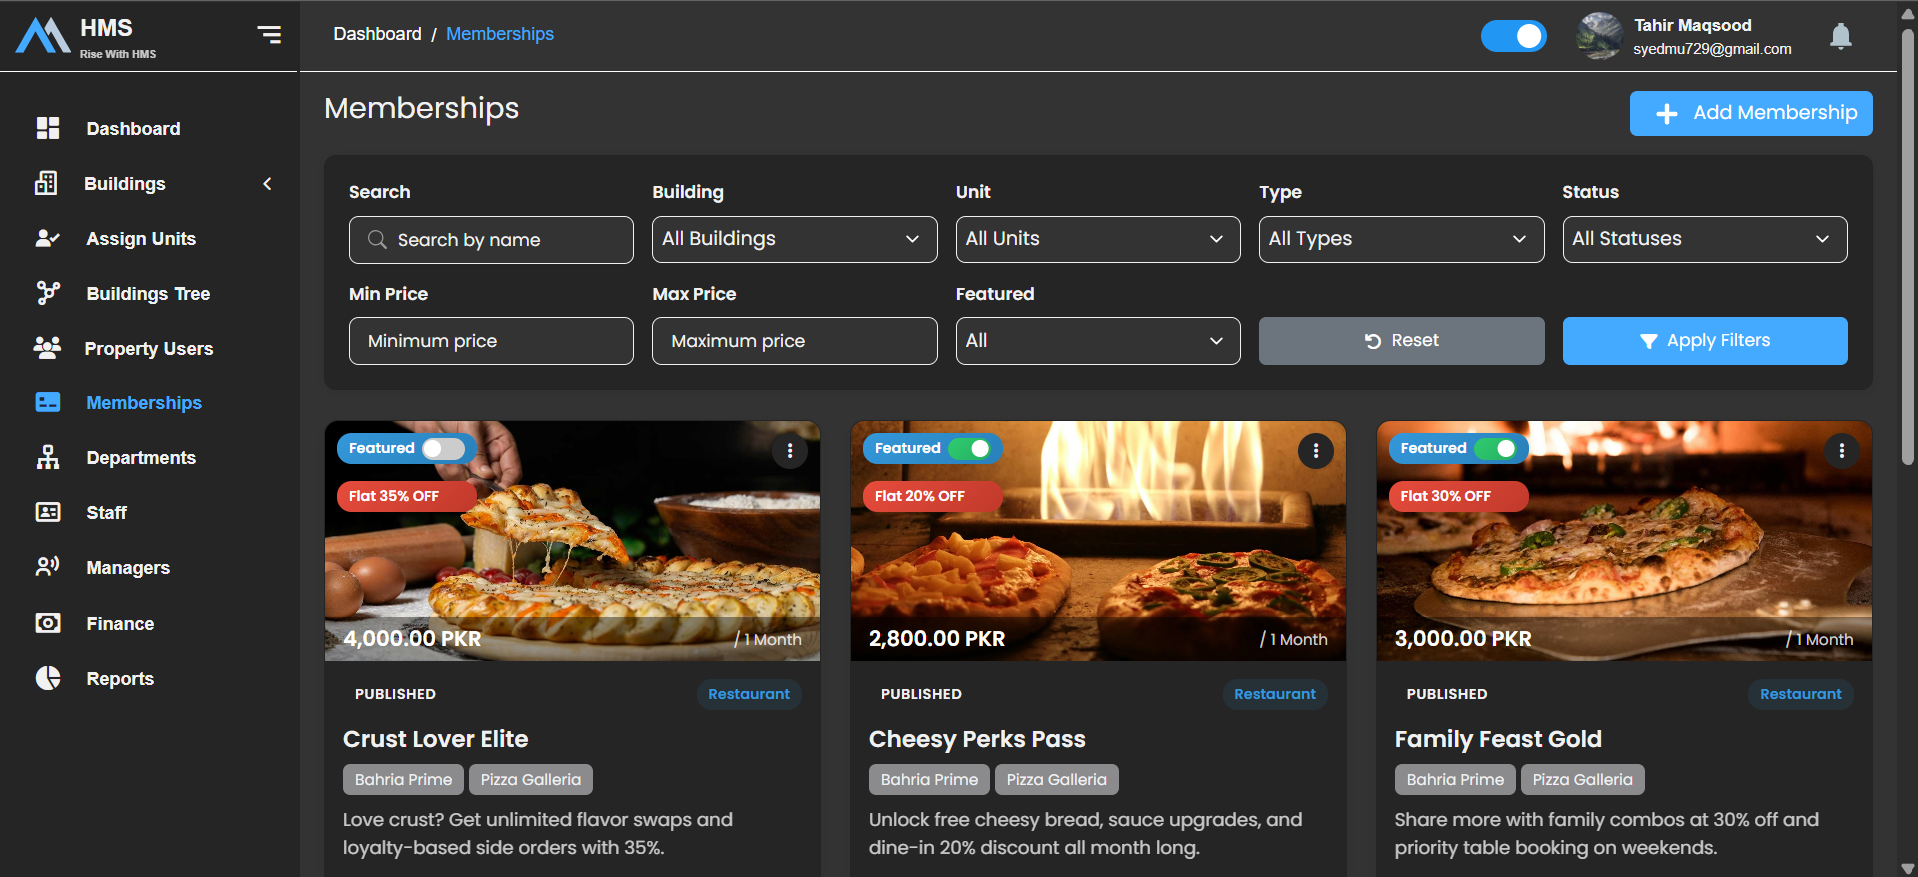 HMS
Rise With HMS
Dashboard / Memberships
Tahir Maqsood
syedmu729@gmail.com
Dashboard
Buildings
Assign Units
Buildings Tree
Property Users
Memberships
Departments
Staff
Managers
Finance
Reports
Memberships
Add Membership
Search
Building
Unit
Type
Status
Search by name
All Buildings
All Units
All Types
All Statuses
Min Price
Max Price
Featured
Minimum price
Maximum price
All
Reset
Apply Filters
Featured
Flat 35% OFF
4,000.00 PKR
/ 1 Month
PUBLISHED
Restaurant
Crust Lover Elite
Bahria Prime
Pizza Galleria
Love crust? Get unlimited flavor swaps and
loyalty-based side orders with 35%.
Featured
Flat 20% OFF
2,800.00 PKR
/ 1 Month
PUBLISHED
Restaurant
Cheesy Perks Pass
Bahria Prime
Pizza Galleria
Unlock free cheesy bread, sauce upgrades, and
dine-in 20% discount all month long.
Featured
Flat 30% OFF
3,000.00 PKR
/ 1 Month
PUBLISHED
Restaurant
Family Feast Gold
Bahria Prime
Pizza Galleria
Share more with family combos at 30% off and
priority table booking on weekends.